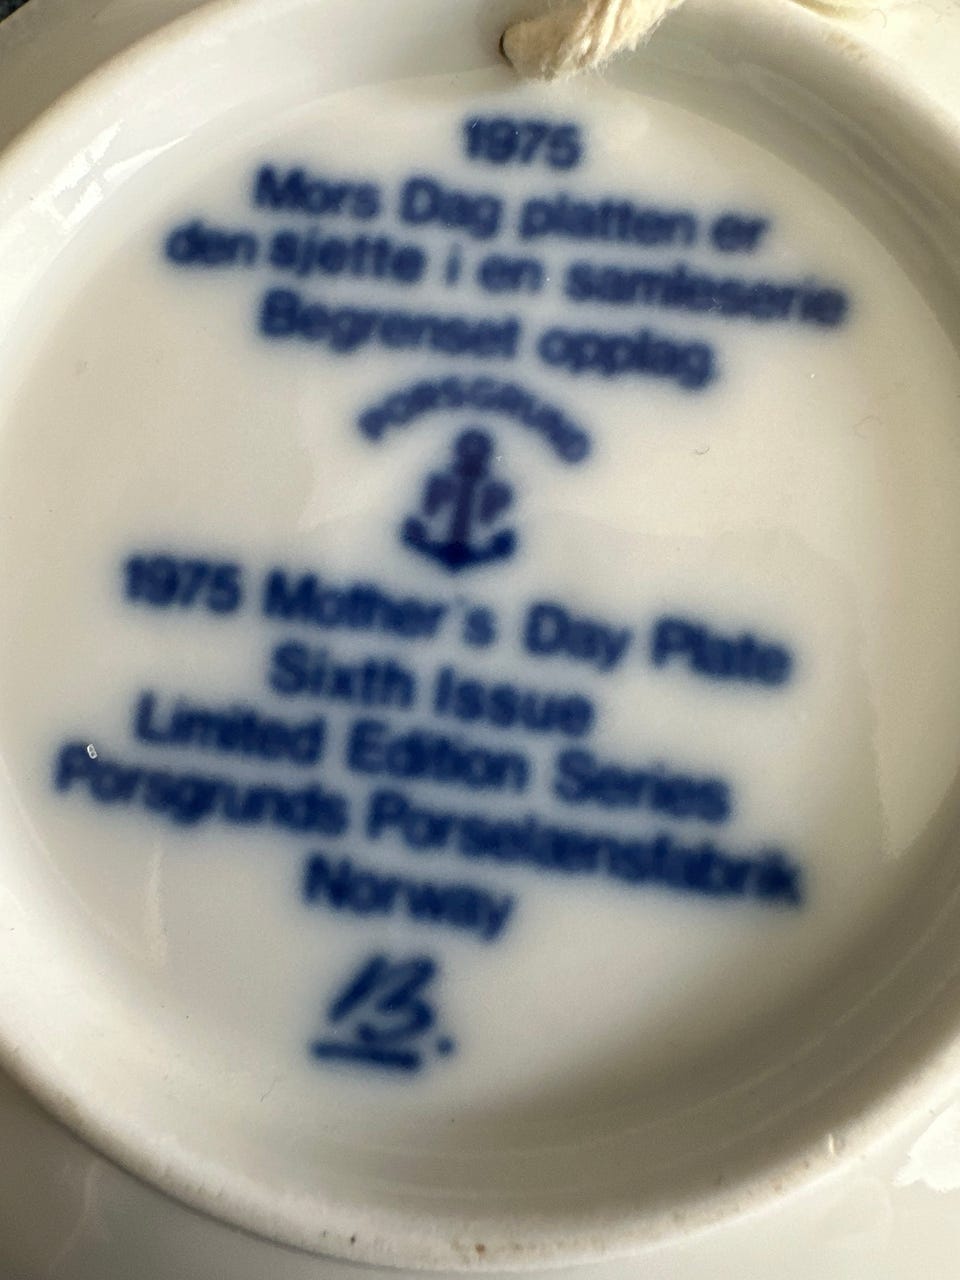 1975
Mors Dag platten er
den sjette i en samleserie
Begrenset opplag.
PORSGRUND
P P
1975 Mother's Day Plate
Sixth Issue
Limited Edition Series
Porsgrunds Porselænsfabrik
Norway
B.